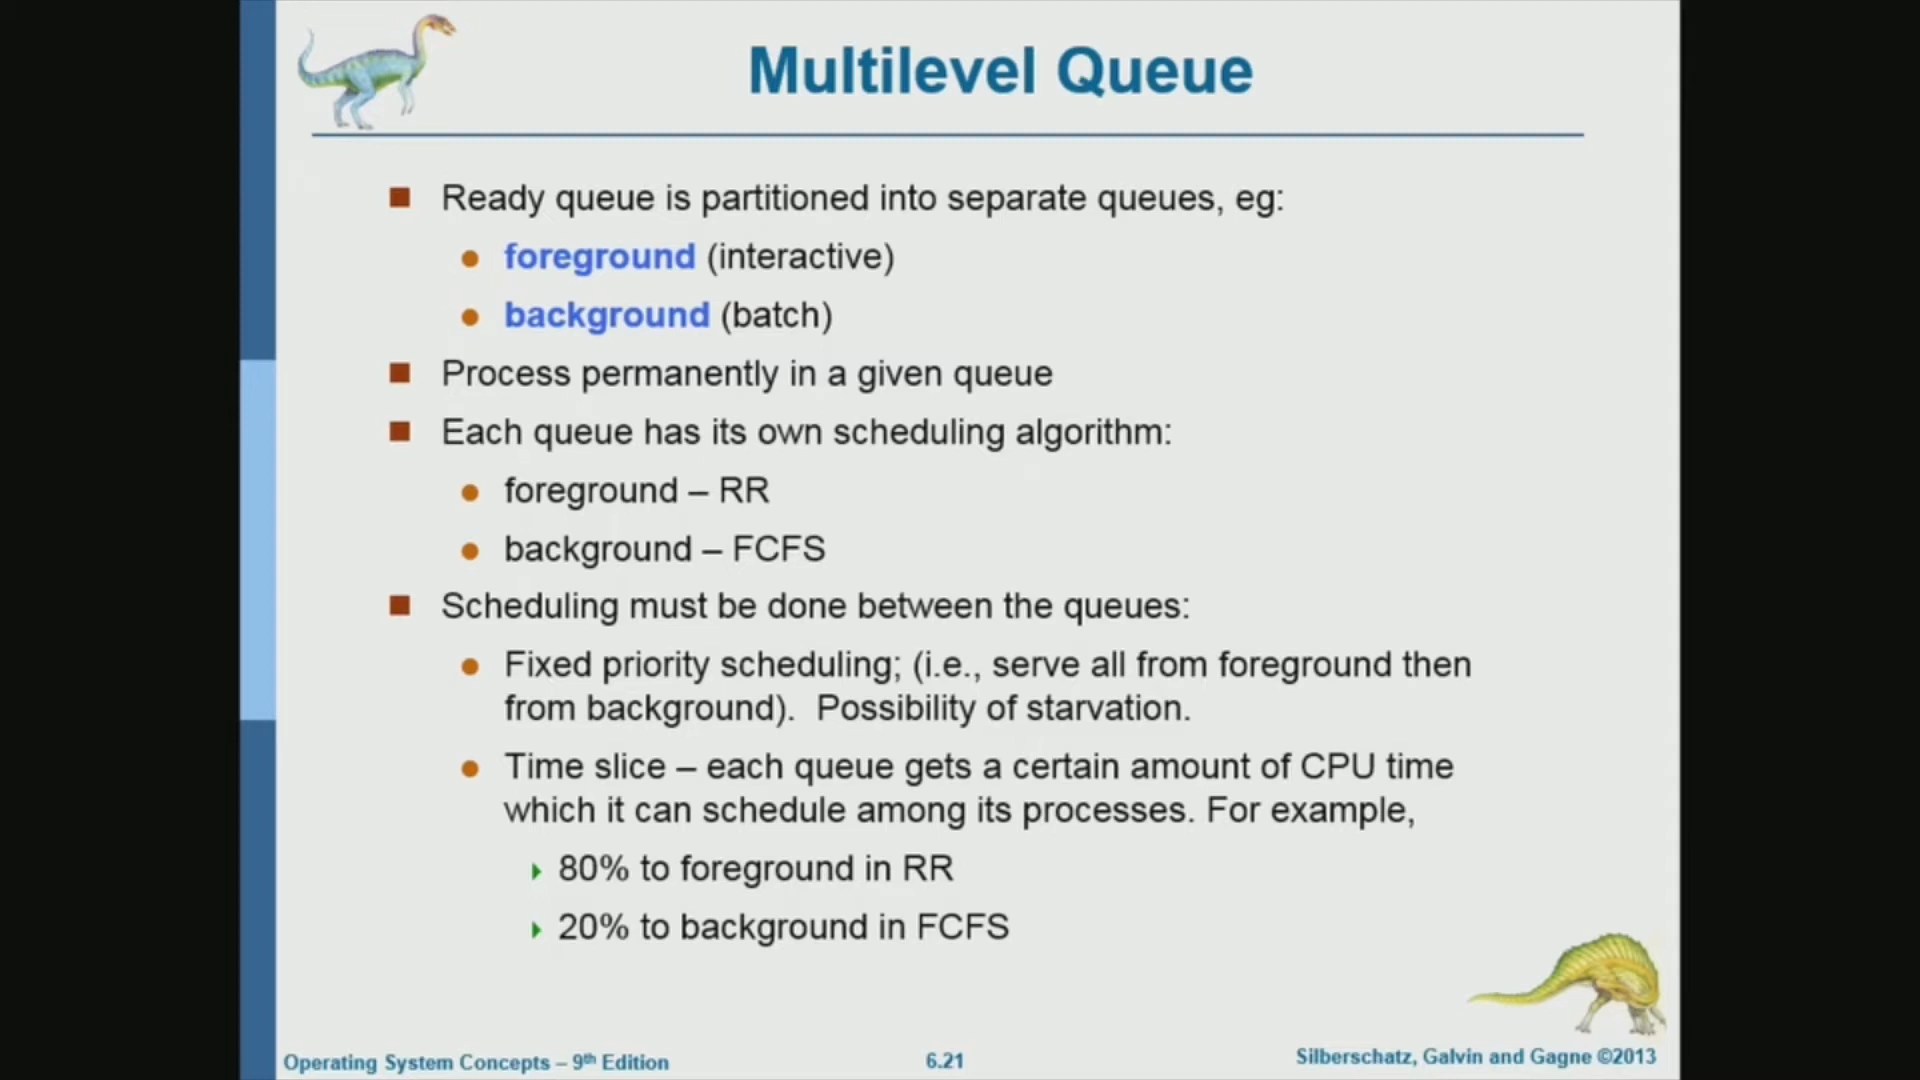 Multilevel Queue
Ready queue is partitioned into separate queues, eg:
foreground (interactive)
background (batch)
Process permanently in a given queue
Each queue has its own scheduling algorithm:
foreground – RR
background – FCFS
Scheduling must be done between the queues:
Fixed priority scheduling; (i.e., serve all from foreground then
from background).  Possibility of starvation.
Time slice – each queue gets a certain amount of CPU time
which it can schedule among its processes. For example,
80% to foreground in RR
20% to background in FCFS
Operating System Concepts – 9th Edition
6.21
Silberschatz, Galvin and Gagne ©2013